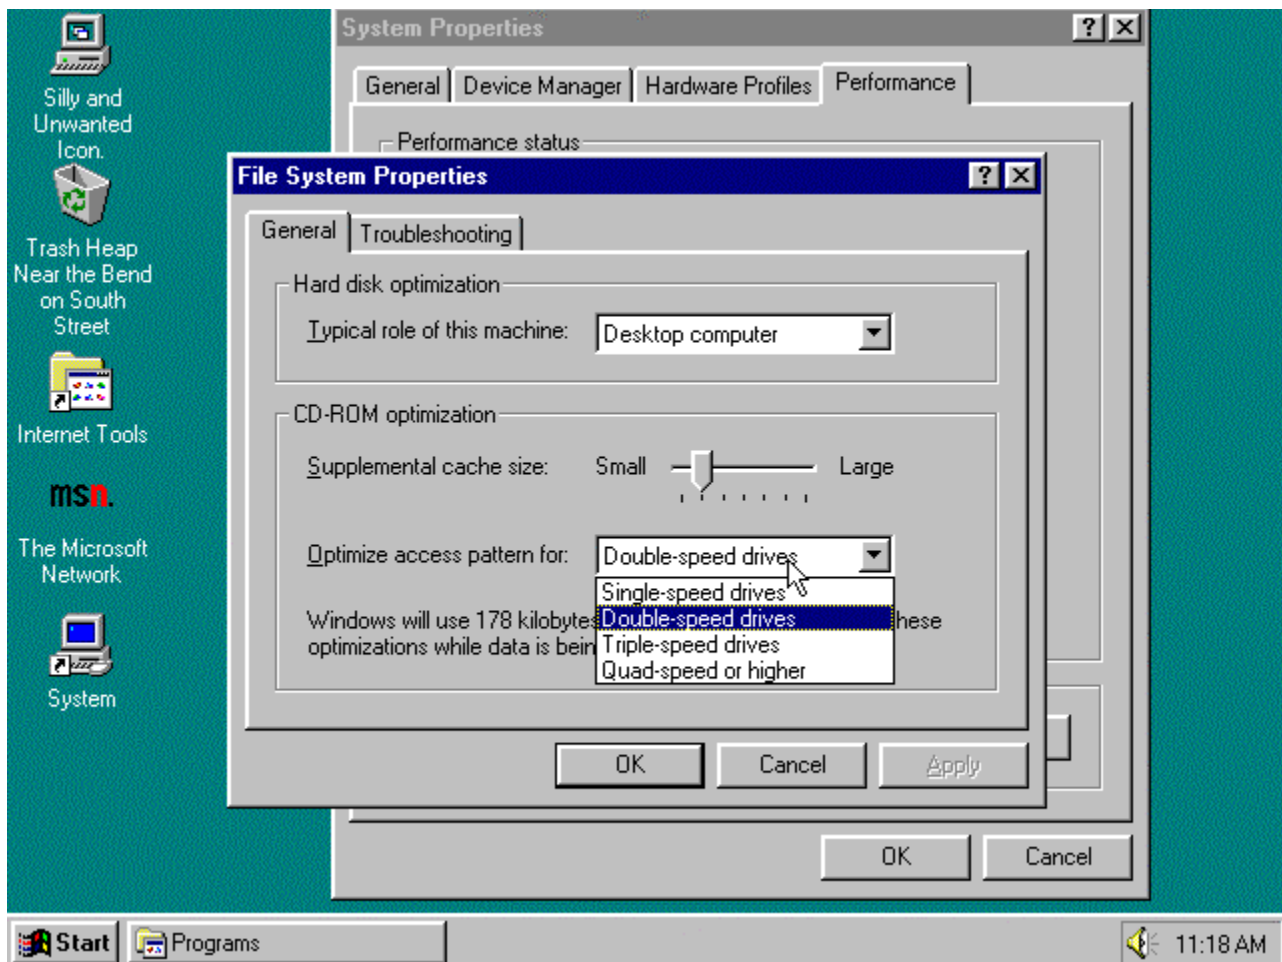 Silly and
Unwanted
Icon.
Trash Heap
Near the Bend
on South
Street
Internet Tools
msn.
The Microsoft
Network
System
System Properties
General Device Manager Hardware Profiles Performance
Performance status
File System Properties
General Troubleshooting
Hard disk optimization
Typical role of this machine: Desktop computer
CD-ROM optimization
Supplemental cache size: Small Large
Optimize access pattern for: Double-speed drives
Single-speed drives
Windows will use 178 kilobytes Double-speed drives hese
optimizations while data is bein Triple-speed drives
Quad-speed or higher
OK Cancel Apply
OK Cancel
Start Programs 11:18 AM